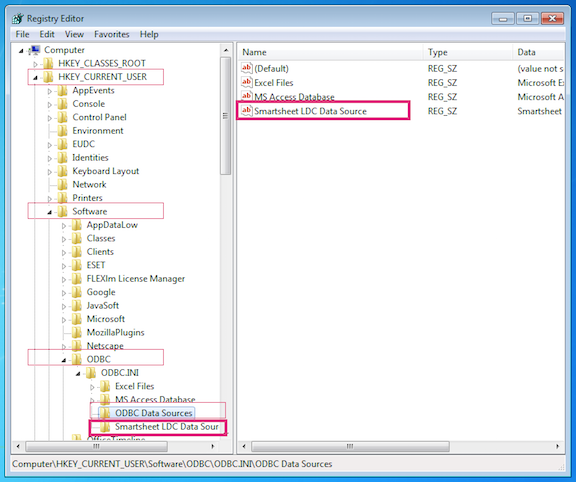 Registry Editor
File Edit View Favorites Help
Computer
HKEY_CLASSES_ROOT
HKEY_CURRENT_USER
AppEvents
Console
Control Panel
Environment
EUDC
Identities
Keyboard Layout
Network
Printers
Software
AppDataLow
Classes
Clients
ESET
FLEXlm License Manager
Google
JavaSoft
Microsoft
MozillaPlugins
Netscape
ODBC
ODBC.INI
Excel Files
MS Access Database
ODBC Data Sources
Smartsheet LDC Data Sour
OfficeTimeline
Name Type Data
(Default) REG_SZ (value not s
Excel Files REG_SZ Microsoft Ex
MS Access Database REG_SZ Microsoft A
Smartsheet LDC Data Source REG_SZ Smartsheet
Computer\HKEY_CURRENT_USER\Software\ODBC\ODBC.INI\ODBC Data Sources